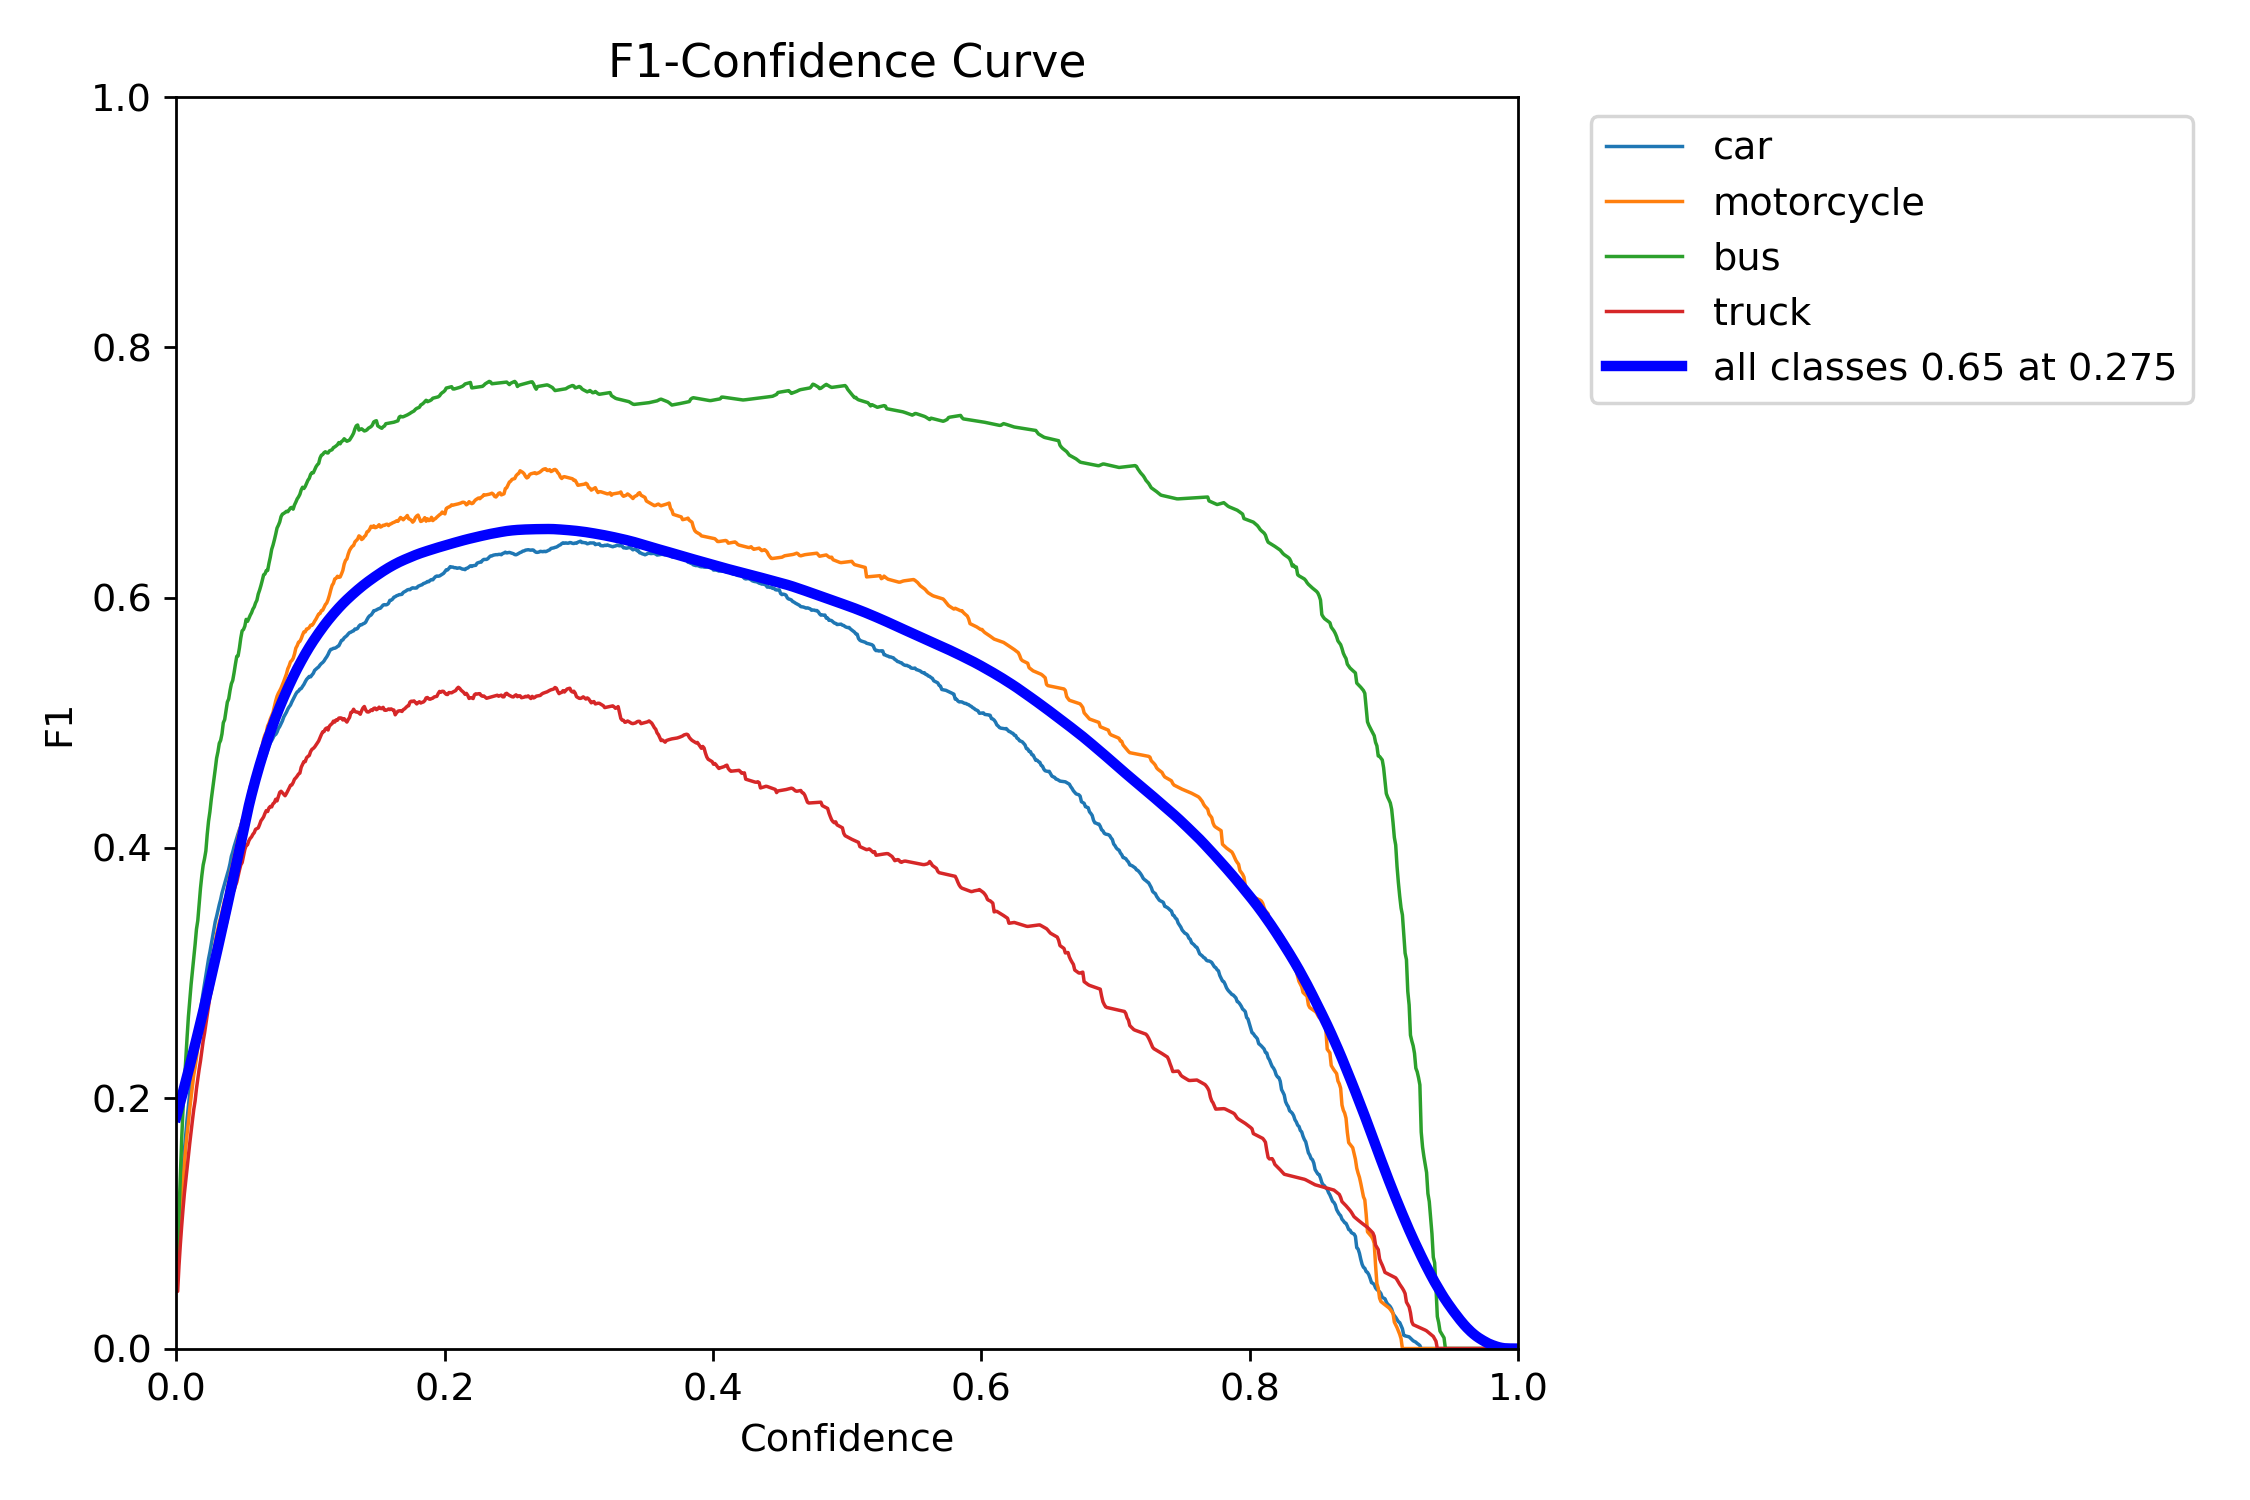 F1-Confidence Curve
1.0
0.8
0.6
0.4
0.2
0.0
F1
0.0 0.2 0.4 0.6 0.8 1.0
Confidence
car
motorcycle
bus
truck
all classes 0.65 at 0.275